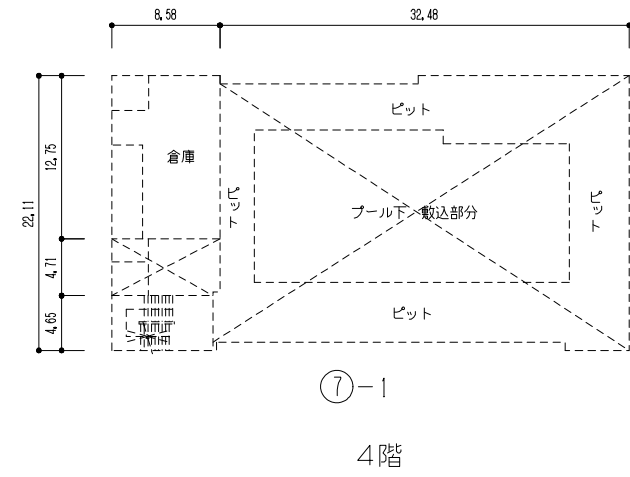 8.58
32.48
22.11
12.75
4.71
4.65
倉庫
ピット
ピット
プール下 敷込部分
ピット
ピット
⑦-1
4階